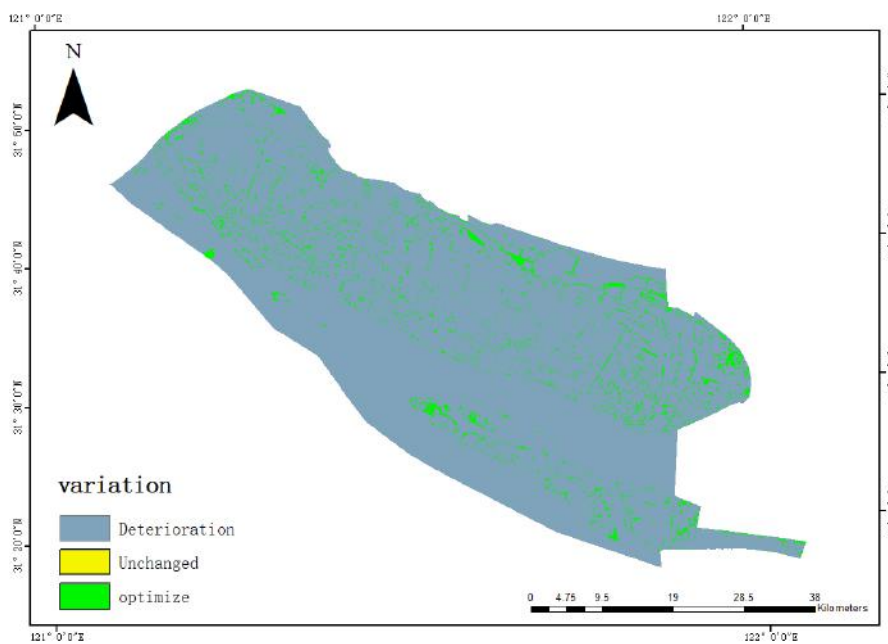 121° 0'0"E
122° 0'0"E
N
31° 50'0"N
31° 40'0"N
31° 30'0"N
31° 20'0"N
variation
Deterioration
Unchanged
optimize
0 4.75 9.5 19 28.5 38
Kilometers
121° 0'0"E
122° 0'0"E